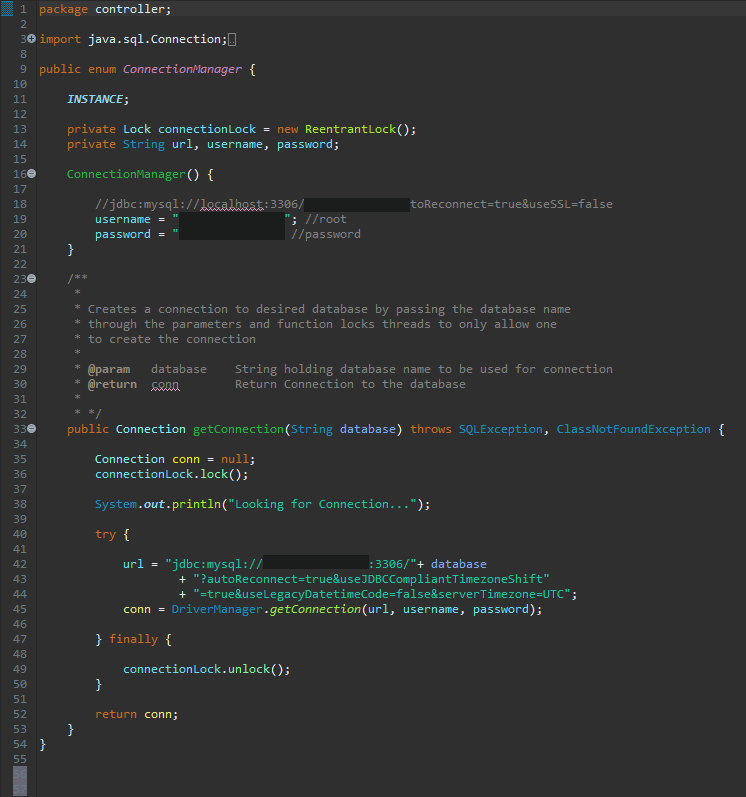 1 package controller;
2
3 import java.sql.Connection;
8
9 public enum ConnectionManager {
10
11 INSTANCE;
12
13 private Lock connectionLock = new ReentrantLock();
14 private String url, username, password;
15
16 ConnectionManager() {
17
18 //jdbc:mysql://localhost:3306/ toReconnect=true&useSSL=false
19 username = " "; //root
20 password = " //password
21 }
22
23 /**
24 *
25 * Creates a connection to desired database by passing the database name
26 * through the parameters and function locks threads to only allow one
27 * to create the connection
28 *
29 * @param database String holding database name to be used for connection
30 * @return conn Return Connection to the database
31 *
32 * */
33 public Connection getConnection(String database) throws SQLException, ClassNotFoundException {
34
35 Connection conn = null;
36 connectionLock.lock();
37
38 System.out.println("Looking for Connection...");
39
40 try {
41
42 url = "jdbc:mysql:// :3306/"+ database
43 + "?autoReconnect=true&useJDBCCompliantTimezoneShift"
44 + "=true&useLegacyDatetimeCode=false&serverTimezone=UTC";
45 conn = DriverManager.getConnection(url, username, password);
46
47 } finally {
48
49 connectionLock.unlock();
50 }
51
52 return conn;
53 }
54 }
55